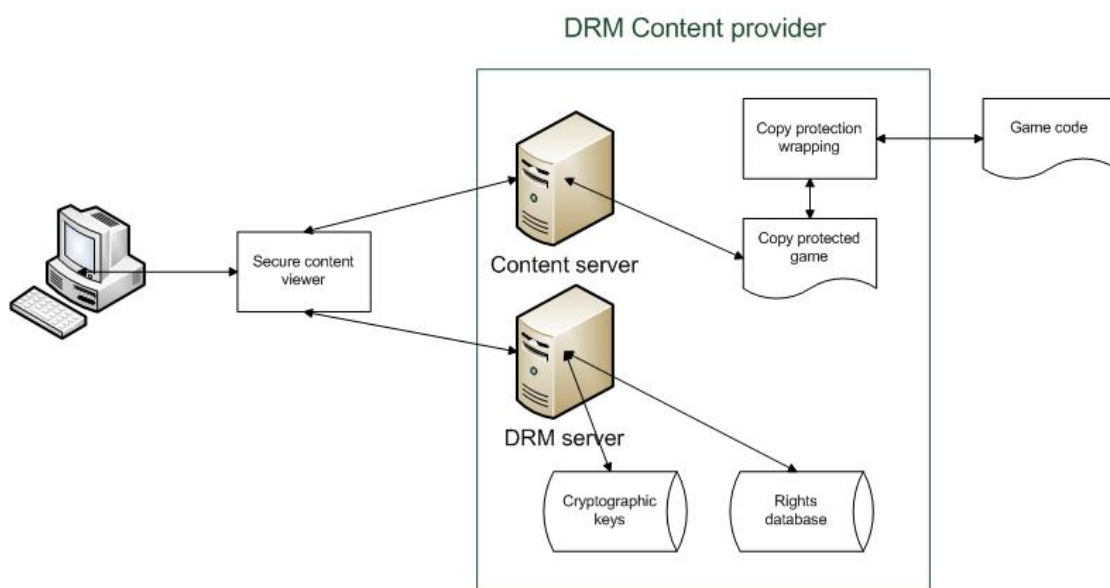 DRM Content provider
Copy protection
wrapping
Game code
Secure content
viewer
Content server
Copy protected
game
DRM server
Cryptographic
keys
Rights
database